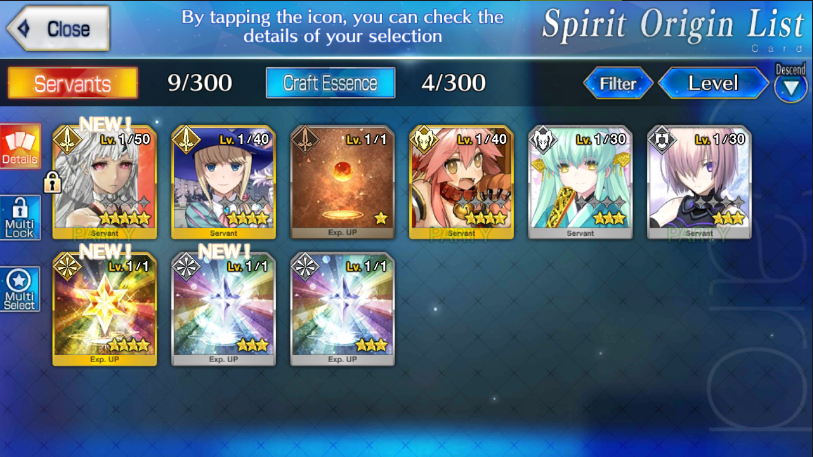 Close
By tapping the icon, you can check the
details of your selection
Spirit Origin List
Card
Servants
9/300
Craft Essence
4/300
Filter
Level
Descend
Details
Multi
Lock
Multi
Select
NEW!
Lv. 1/50
Servant
PARTY
Lv. 1/40
Servant
Lv. 1/1
Exp. UP
Lv. 1/40
Servant
Lv. 1/30
Servant
Lv. 1/30
Servant
PARTY
NEW!
Lv. 1/1
Exp. UP
NEW!
Lv. 1/1
Exp. UP
Lv. 1/1
Exp. UP